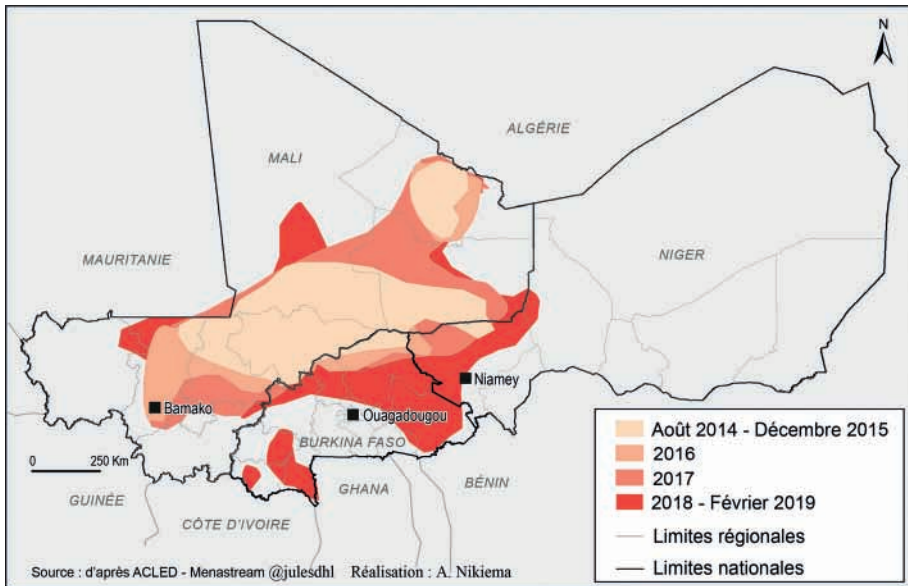 N
ALGÉRIE
MALI
MAURITANIE
NIGER
Niamey
Bamako
Ouagadougou
BURKINA FASO
0 250 Km
GUINÉE
GHANA
BÉNIN
CÔTE D'IVOIRE
Août 2014 - Décembre 2015
2016
2017
2018 - Février 2019
Limites régionales
Limites nationales
Source : d'après ACLED - Menastream @julesdhl Réalisation : A. Nikiema